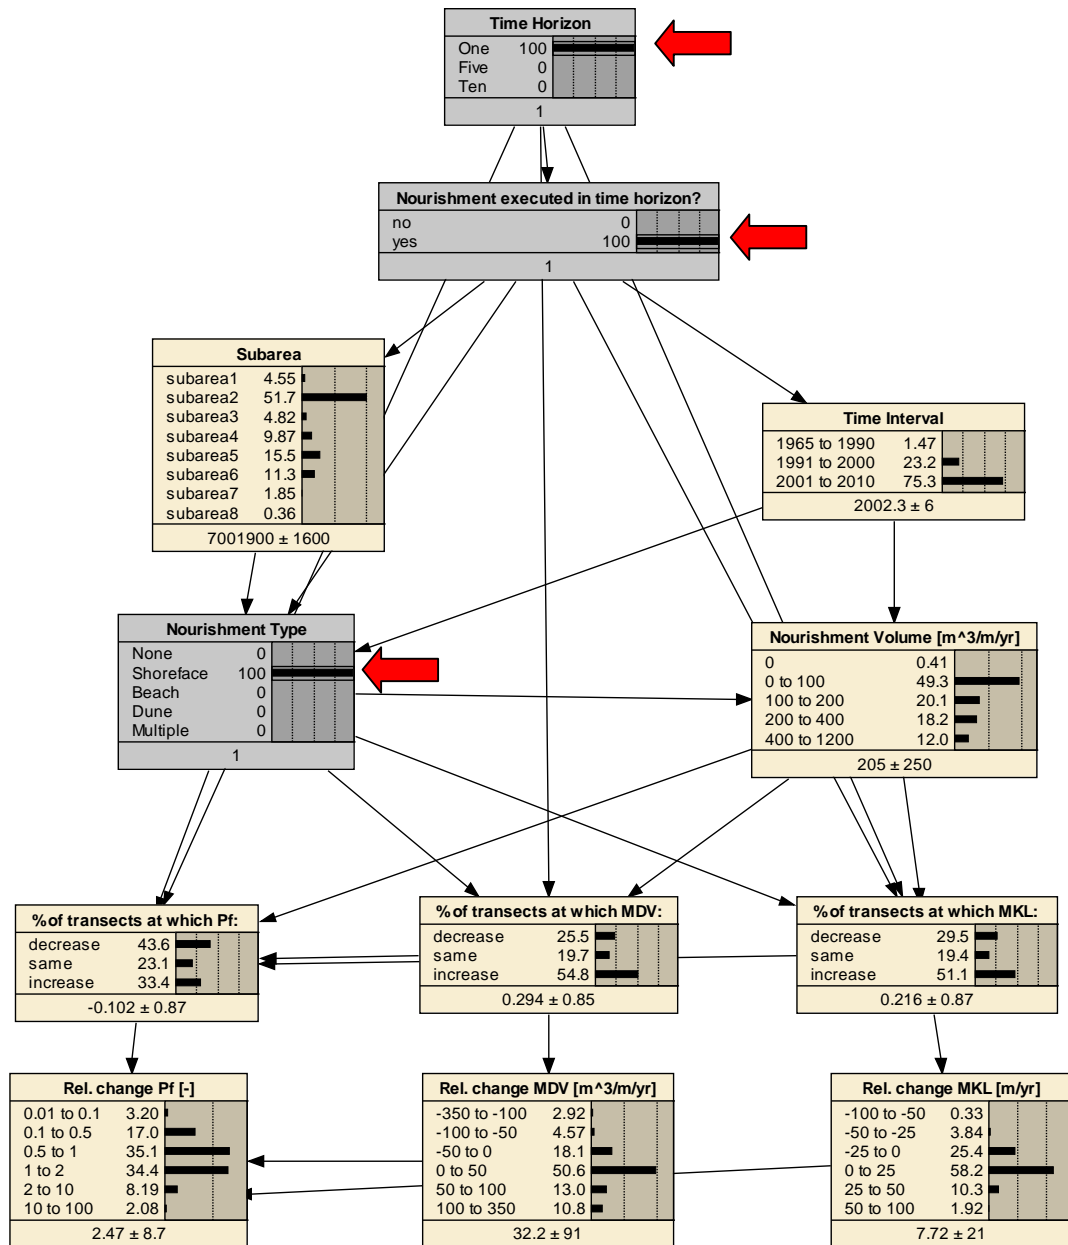 Time Horizon
One 100
Five 0
Ten 0
1
Nourishment executed in time horizon?
no 0
yes 100
1
Subarea
subarea1 4.55
subarea2 51.7
subarea3 4.82
subarea4 9.87
subarea5 15.5
subarea6 11.3
subarea7 1.85
subarea8 0.36
7001900 ± 1600
Time Interval
1965 to 1990 1.47
1991 to 2000 23.2
2001 to 2010 75.3
2002.3 ± 6
Nourishment Type
None 0
Shoreface 100
Beach 0
Dune 0
Multiple 0
1
Nourishment Volume [m^3/m/yr]
0 0.41
0 to 100 49.3
100 to 200 20.1
200 to 400 18.2
400 to 1200 12.0
205 ± 250
%of transects at which Pf:
decrease 43.6
same 23.1
increase 33.4
-0.102 ± 0.87
%of transects at which MDV:
decrease 25.5
same 19.7
increase 54.8
0.294 ± 0.85
%of transects at which MKL:
decrease 29.5
same 19.4
increase 51.1
0.216 ± 0.87
Rel. change Pf [-]
0.01 to 0.1 3.20
0.1 to 0.5 17.0
0.5 to 1 35.1
1 to 2 34.4
2 to 10 8.19
10 to 100 2.08
2.47 ± 8.7
Rel. change MDV [m^3/m/yr]
-350 to -100 2.92
-100 to -50 4.57
-50 to 0 18.1
0 to 50 50.6
50 to 100 13.0
100 to 350 10.8
32.2 ± 91
Rel. change MKL [m/yr]
-100 to -50 0.33
-50 to -25 3.84
-25 to 0 25.4
0 to 25 58.2
25 to 50 10.3
50 to 100 1.92
7.72 ± 21